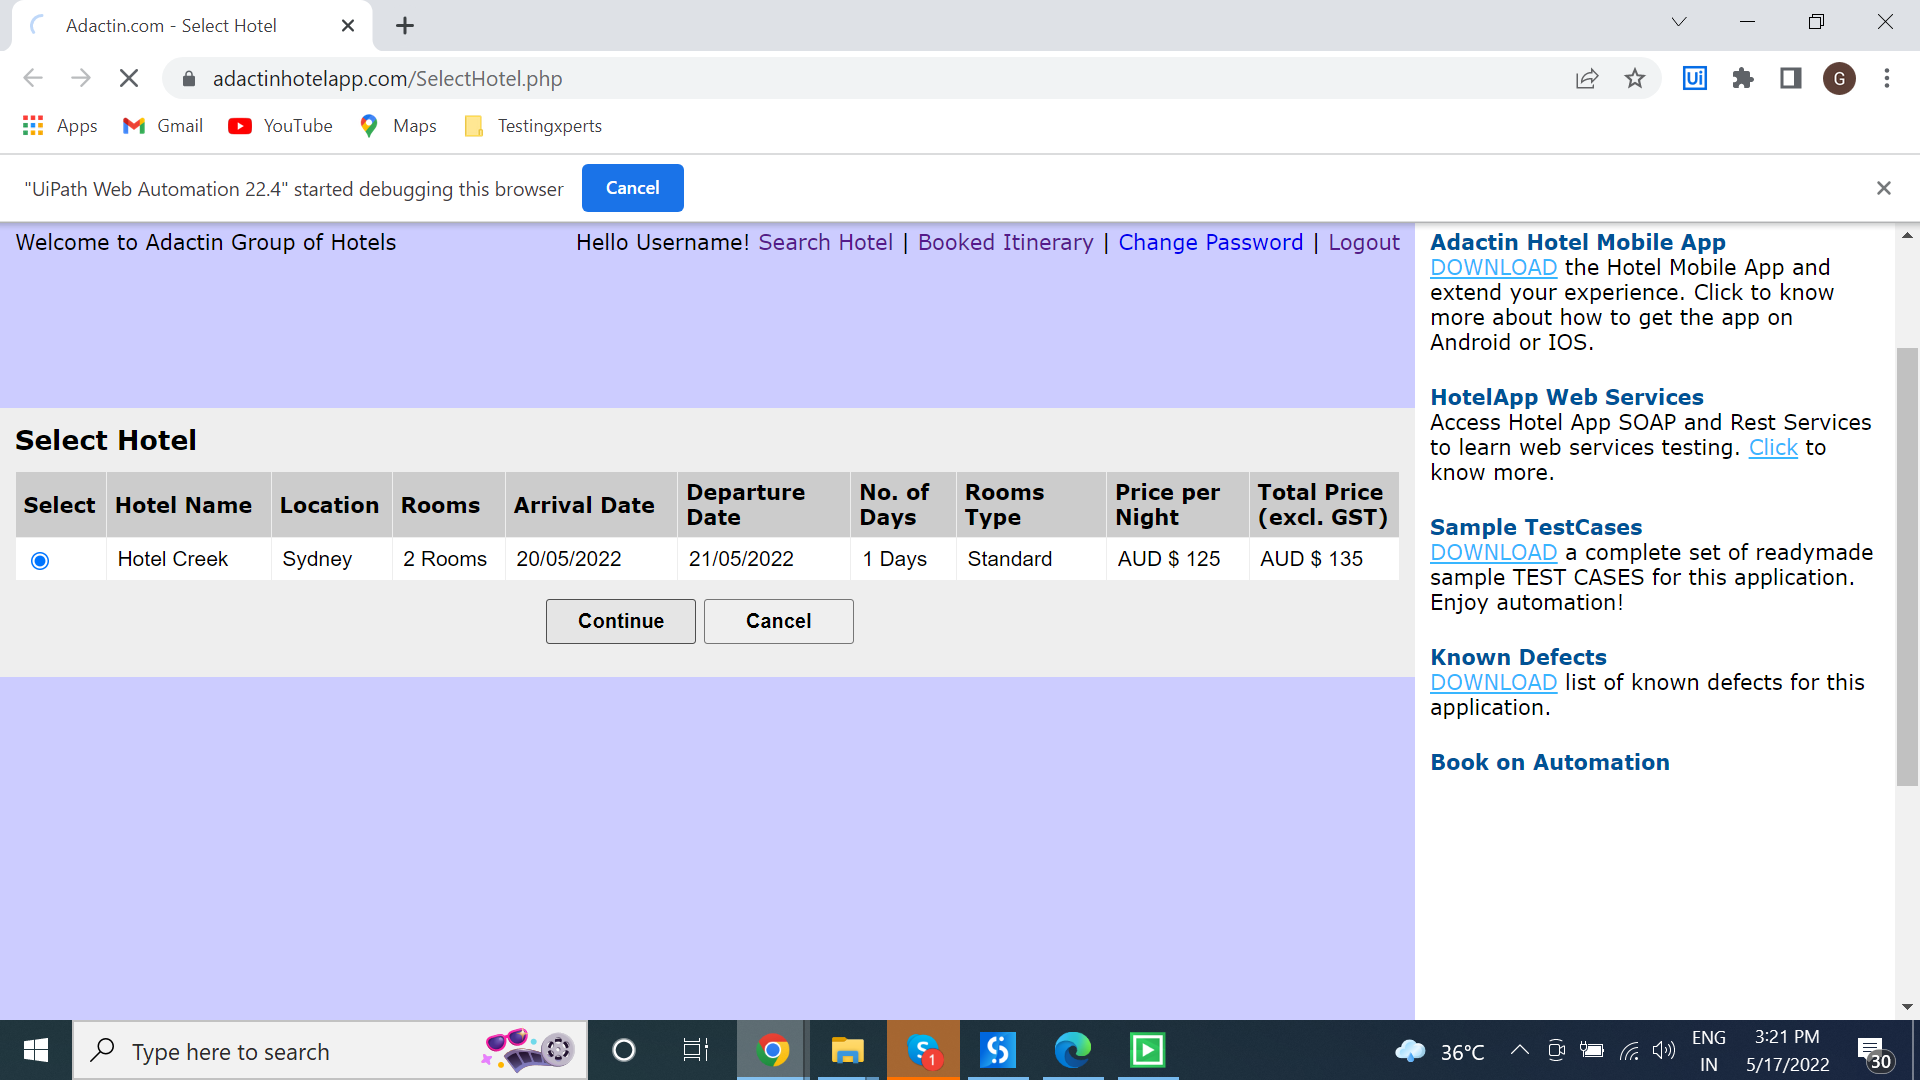 Adactin.com - Select Hotel
adactinhotelapp.com/SelectHotel.php
Ui
G
Apps
Gmail
YouTube
Maps
Testingxperts
"UiPath Web Automation 22.4" started debugging this browser
Cancel
Welcome to Adactin Group of Hotels
Hello Username! Search Hotel | Booked Itinerary | Change Password | Logout
Select Hotel
Select Hotel Name Location Rooms Arrival Date Departure Date No. of Days Rooms Type Price per Night Total Price (excl. GST)
Hotel Creek Sydney 2 Rooms 20/05/2022 21/05/2022 1 Days Standard AUD $ 125 AUD $ 135
Continue
Cancel
Adactin Hotel Mobile App
DOWNLOAD the Hotel Mobile App and
extend your experience. Click to know
more about how to get the app on
Android or IOS.
HotelApp Web Services
Access Hotel App SOAP and Rest Services
to learn web services testing. Click to
know more.
Sample TestCases
DOWNLOAD a complete set of readymade
sample TEST CASES for this application.
Enjoy automation!
Known Defects
DOWNLOAD list of known defects for this
application.
Book on Automation
Type here to search
S
1
36°C
ENG
IN
3:21 PM
5/17/2022
30